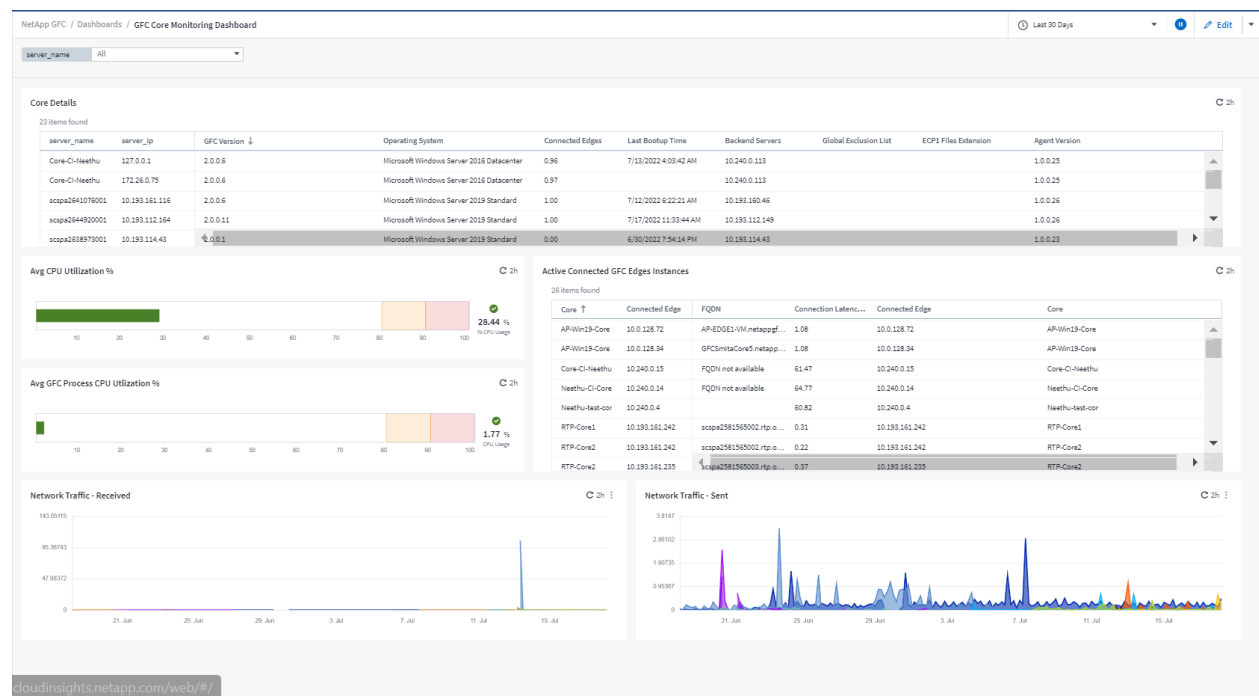 NetApp GFC / Dashboards / GFC Core Monitoring Dashboard
Last 30 Days
Edit
server_name All
Core Details
2h
23 items found
server_name server_ip GFC Version ↓ Operating System Connected Edges Last Bootup Time Backend Servers Global Exclusion List ECP1 Files Extension Agent Version
Core-CI-Neethu 127.0.0.1 2.0.0.6 Microsoft Windows Server 2016 Datacenter 0.96 7/13/2022 4:03:42 AM 10.240.0.113 1.0.0.25
Core-CI-Neethu 172.26.0.75 2.0.0.6 Microsoft Windows Server 2016 Datacenter 0.97 10.240.0.113 1.0.0.25
scspa2641076001 10.193.161.116 2.0.0.6 Microsoft Windows Server 2019 Standard 1.00 7/12/2022 6:22:21 AM 10.193.160.46 1.0.0.26
scspa2644920001 10.193.112.164 2.0.0.11 Microsoft Windows Server 2019 Standard 1.00 7/17/2022 11:33:44 AM 10.193.112.149 1.0.0.26
scspa2638973001 10.193.114.43 2.0.0.1 Microsoft Windows Server 2019 Standard 0.00 6/30/2022 7:54:14 PM 10.193.114.43 1.0.0.23
Avg CPU Utilization %
2h
28.44 %
% CPU Usage
10 20 30 40 50 60 70 80 90 100
Avg GFC Process CPU Utlization %
2h
1.77 %
CPU Usage
10 20 30 40 50 60 70 80 90 100
Active Connected GFC Edges Instances
2h
26 items found
Core ↑ Connected Edge FQDN Connection Latenc... Connected Edge Core
AP-Win19-Core 10.0.128.72 AP-EDGE1-VM.netappgf... 1.08 10.0.128.72 AP-Win19-Core
AP-Win19-Core 10.0.128.34 GFCSmitaCore5.netapp... 1.08 10.0.128.34 AP-Win19-Core
Core-CI-Neethu 10.240.0.15 FQDN not available 61.47 10.240.0.15 Core-CI-Neethu
Neethu-CI-Core 10.240.0.14 FQDN not available 64.77 10.240.0.14 Neethu-CI-Core
Neethu-test-cor 10.240.0.4 60.82 10.240.0.4 Neethu-test-cor
RTP-Core1 10.193.161.242 scspa2581565002.rtp.o... 0.31 10.193.161.242 RTP-Core1
RTP-Core2 10.193.161.242 scspa2581565002.rtp.o... 0.22 10.193.161.242 RTP-Core2
RTP-Core2 10.193.161.235 scspa2581565003.rtp.o... 0.37 10.193.161.235 RTP-Core2
Network Traffic - Received
2h
143.05115
95.36743
47.68372
0
21. Jun 25. Jun 29. Jun 3. Jul 7. Jul 11. Jul 15. Jul
Network Traffic - Sent
2h
3.8147
2.86102
1.90735
0.95367
0
21. Jun 25. Jun 29. Jun 3. Jul 7. Jul 11. Jul 15. Jul
cloudinsights.netapp.com/web/#/